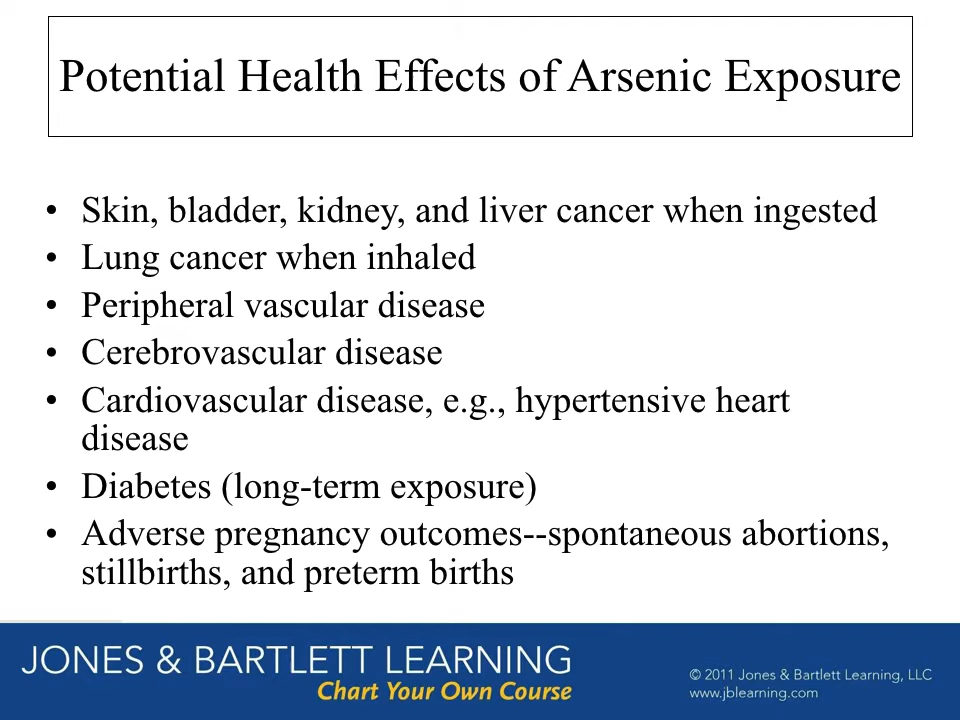 Potential Health Effects of Arsenic Exposure
• Skin, bladder, kidney, and liver cancer when ingested
• Lung cancer when inhaled
• Peripheral vascular disease
• Cerebrovascular disease
• Cardiovascular disease, e.g., hypertensive heart
disease
• Diabetes (long-term exposure)
• Adverse pregnancy outcomes--spontaneous abortions,
stillbirths, and preterm births
JONES & BARTLETT LEARNING
Chart Your Own Course
© 2011 Jones & Bartlett Learning, LLC
www.jblearning.com